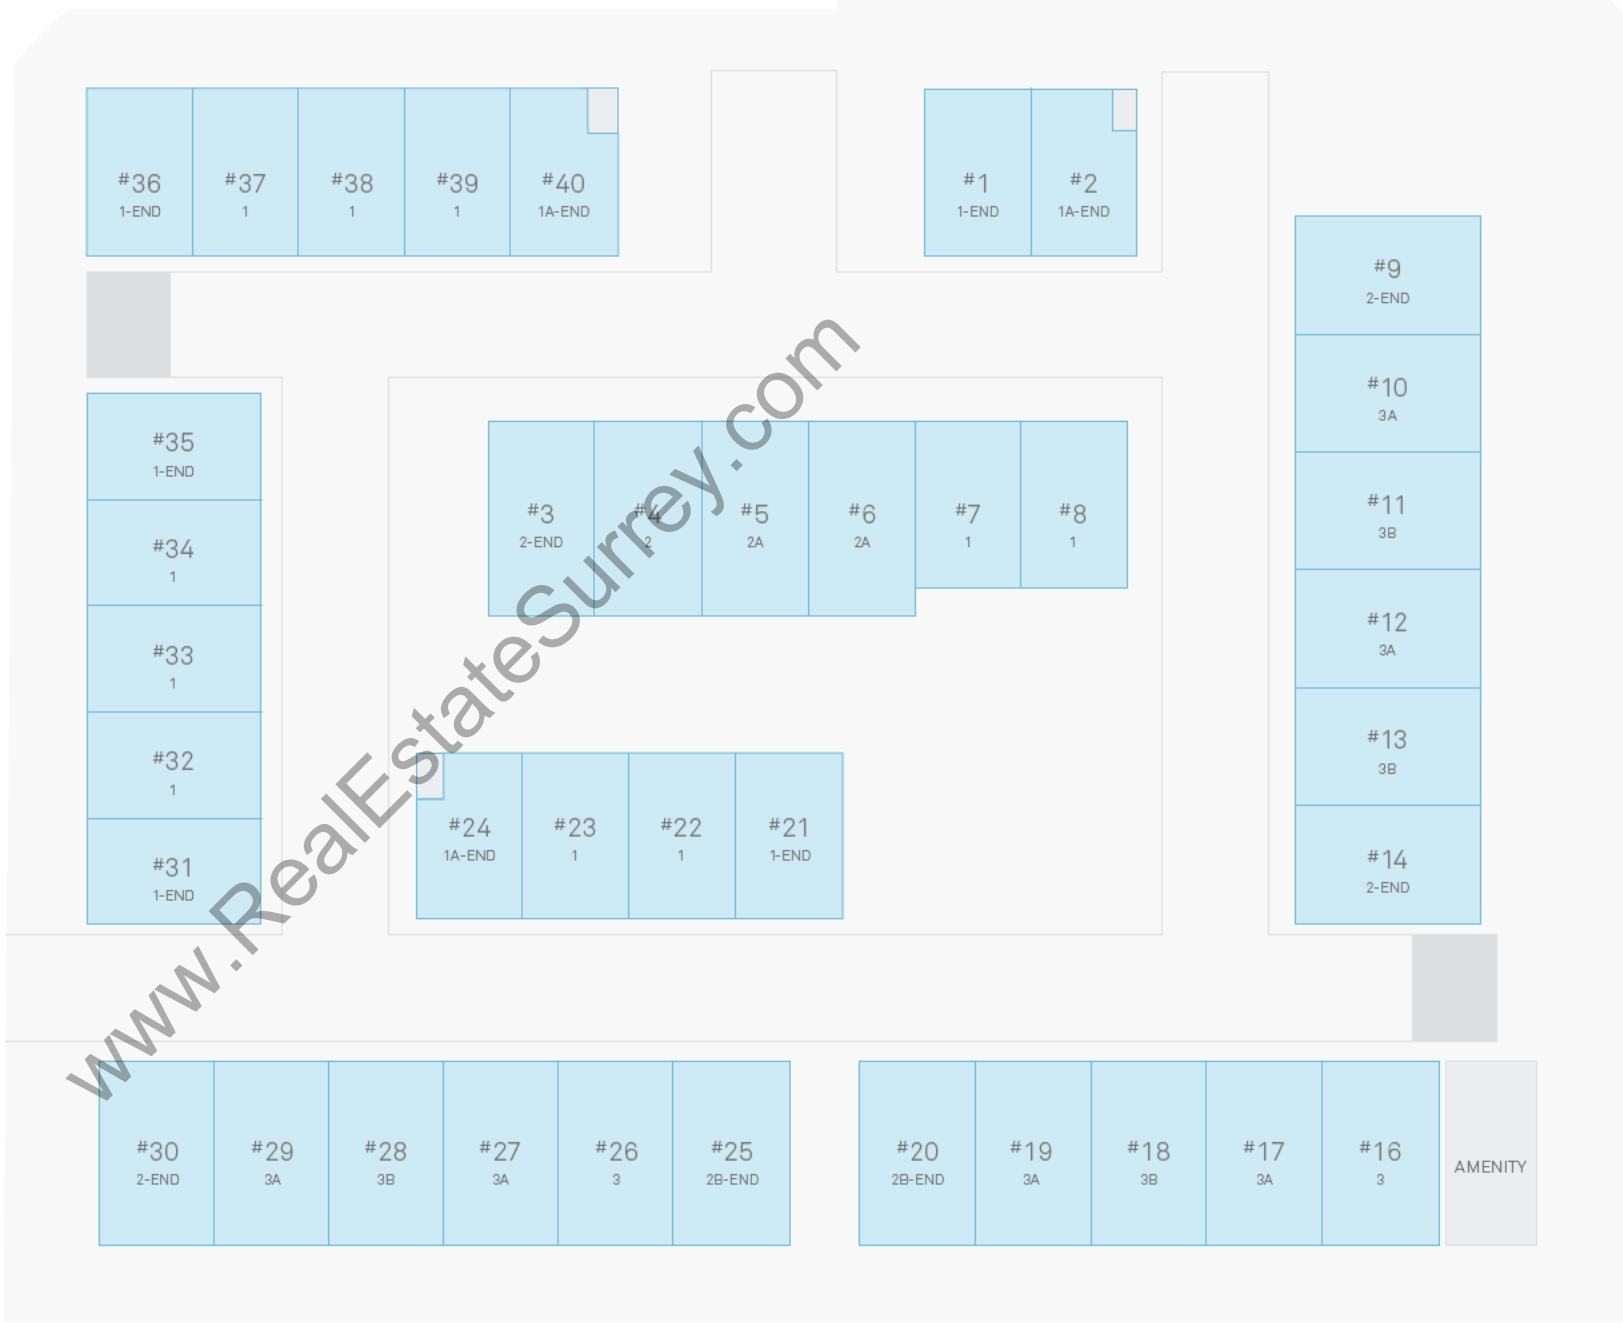 #36
1-END
#37
1
#38
1
#39
1
#40
1A-END
#1
1-END
#2
1A-END
#9
2-END
#10
3A
#11
3B
#12
3A
#13
3B
#14
2-END
#35
1-END
#34
1
#33
1
#32
1
#31
1-END
#3
2-END
#4
2
#5
2A
#6
2A
#7
1
#8
1
#24
1A-END
#23
1
#22
1
#21
1-END
www.RealEstateSurrey.com
#30
2-END
#29
3A
#28
3B
#27
3A
#26
3
#25
2B-END
#20
2B-END
#19
3A
#18
3B
#17
3A
#16
3
AMENITY